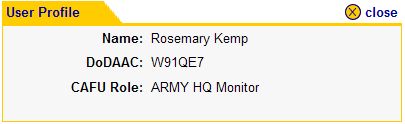 User Profile close
Name: Rosemary Kemp
DoDAAC: W91QE7
CAFU Role: ARMY HQ Monitor